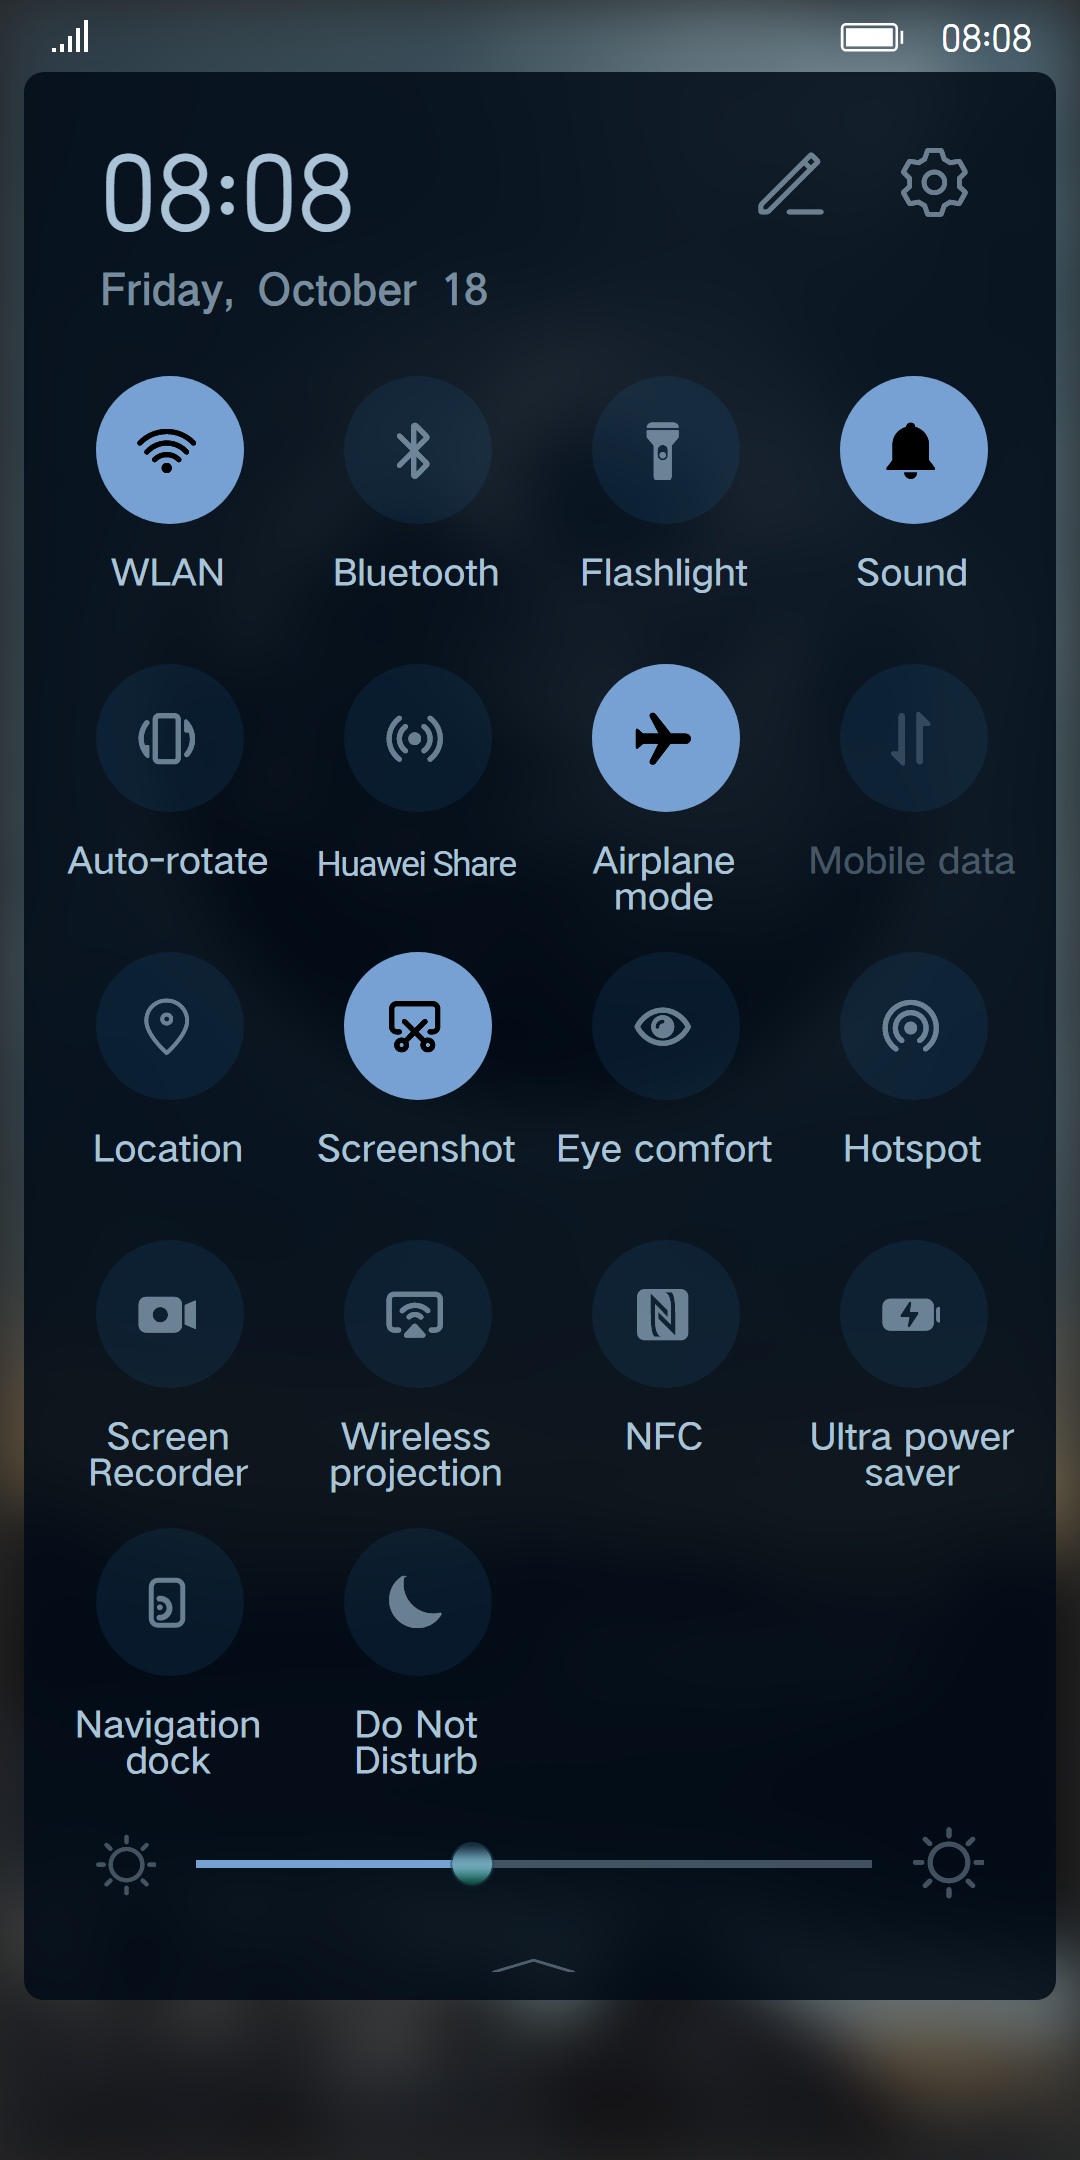 08:08
08:08
Friday, October 18
WLAN
Bluetooth
Flashlight
Sound
Auto-rotate
Huawei Share
Airplane
mode
Mobile data
Location
Screenshot
Eye comfort
Hotspot
Screen
Recorder
Wireless
projection
NFC
Ultra power
saver
Navigation
dock
Do Not
Disturb